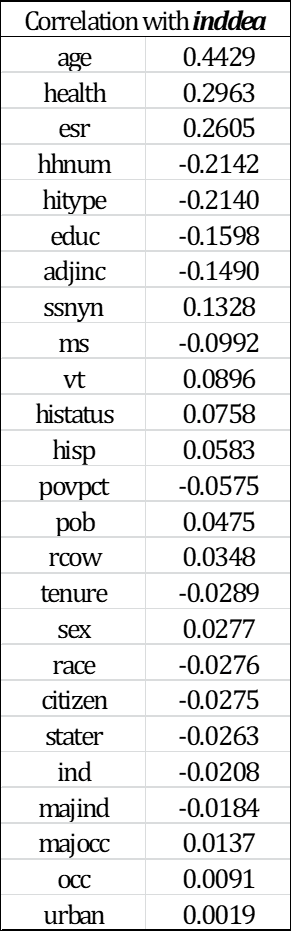 Correlation with inddea
age 0.4429
health 0.2963
esr 0.2605
hhnum -0.2142
hitype -0.2140
educ -0.1598
adjinc -0.1490
ssnyn 0.1328
ms -0.0992
vt 0.0896
histatus 0.0758
hisp 0.0583
povpct -0.0575
pob 0.0475
rcow 0.0348
tenure -0.0289
sex 0.0277
race -0.0276
citizen -0.0275
stater -0.0263
ind -0.0208
majind -0.0184
majocc 0.0137
occ 0.0091
urban 0.0019